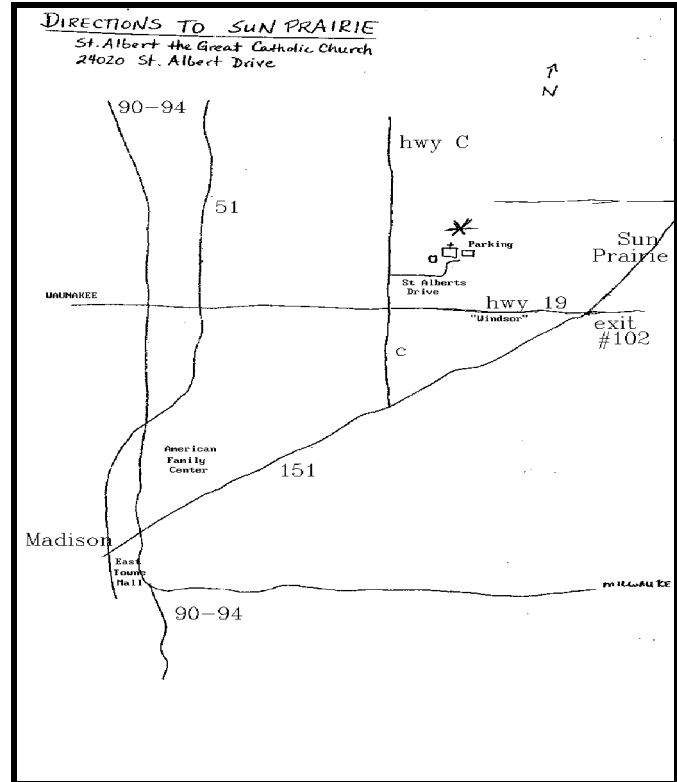 DIRECTIONS TO SUN PRAIRIE
St. Albert the Great Catholic Church
24020 St. Albert Drive
N
90-94
hwy C
51
Parking
Sun
Prairie
St Alberts
Drive
WAUNAKEE
hwy 19
"Windsor"
exit
#102
C
American
Family
Center
151
Madison
East
Towne
Mall
MILWAUKE
90-94